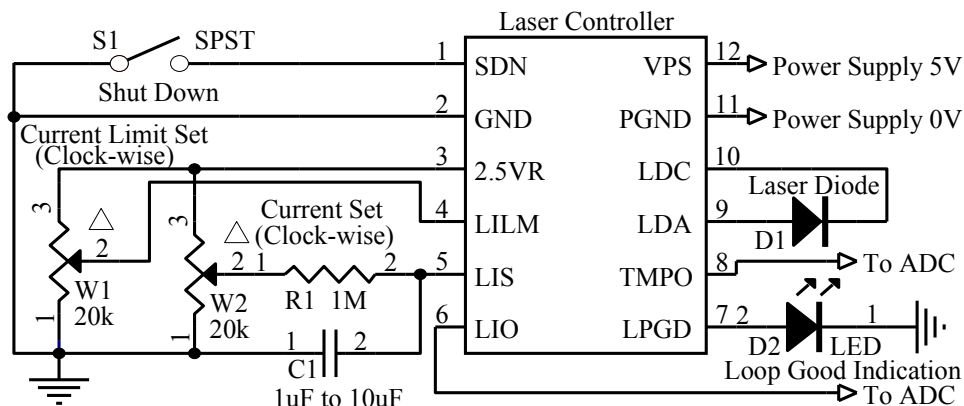 Laser Controller
S1 SPST
Shut Down
1 SDN VPS 12 Power Supply 5V
2 GND PGND 11 Power Supply 0V
Current Limit Set
(Clock-wise)
3 2.5VR LDC 10
Laser Diode
4 LILM LDA 9
D1
3 3
2
Current Set
(Clock-wise)
2 1 2 5 LIS TMPO 8 To ADC
W1
20k
W2
20k
R1 1M
6 LIO LPGD 7 2 1
1 1
1 2
C1
1uF to 10uF
D2 LED
Loop Good Indication
To ADC